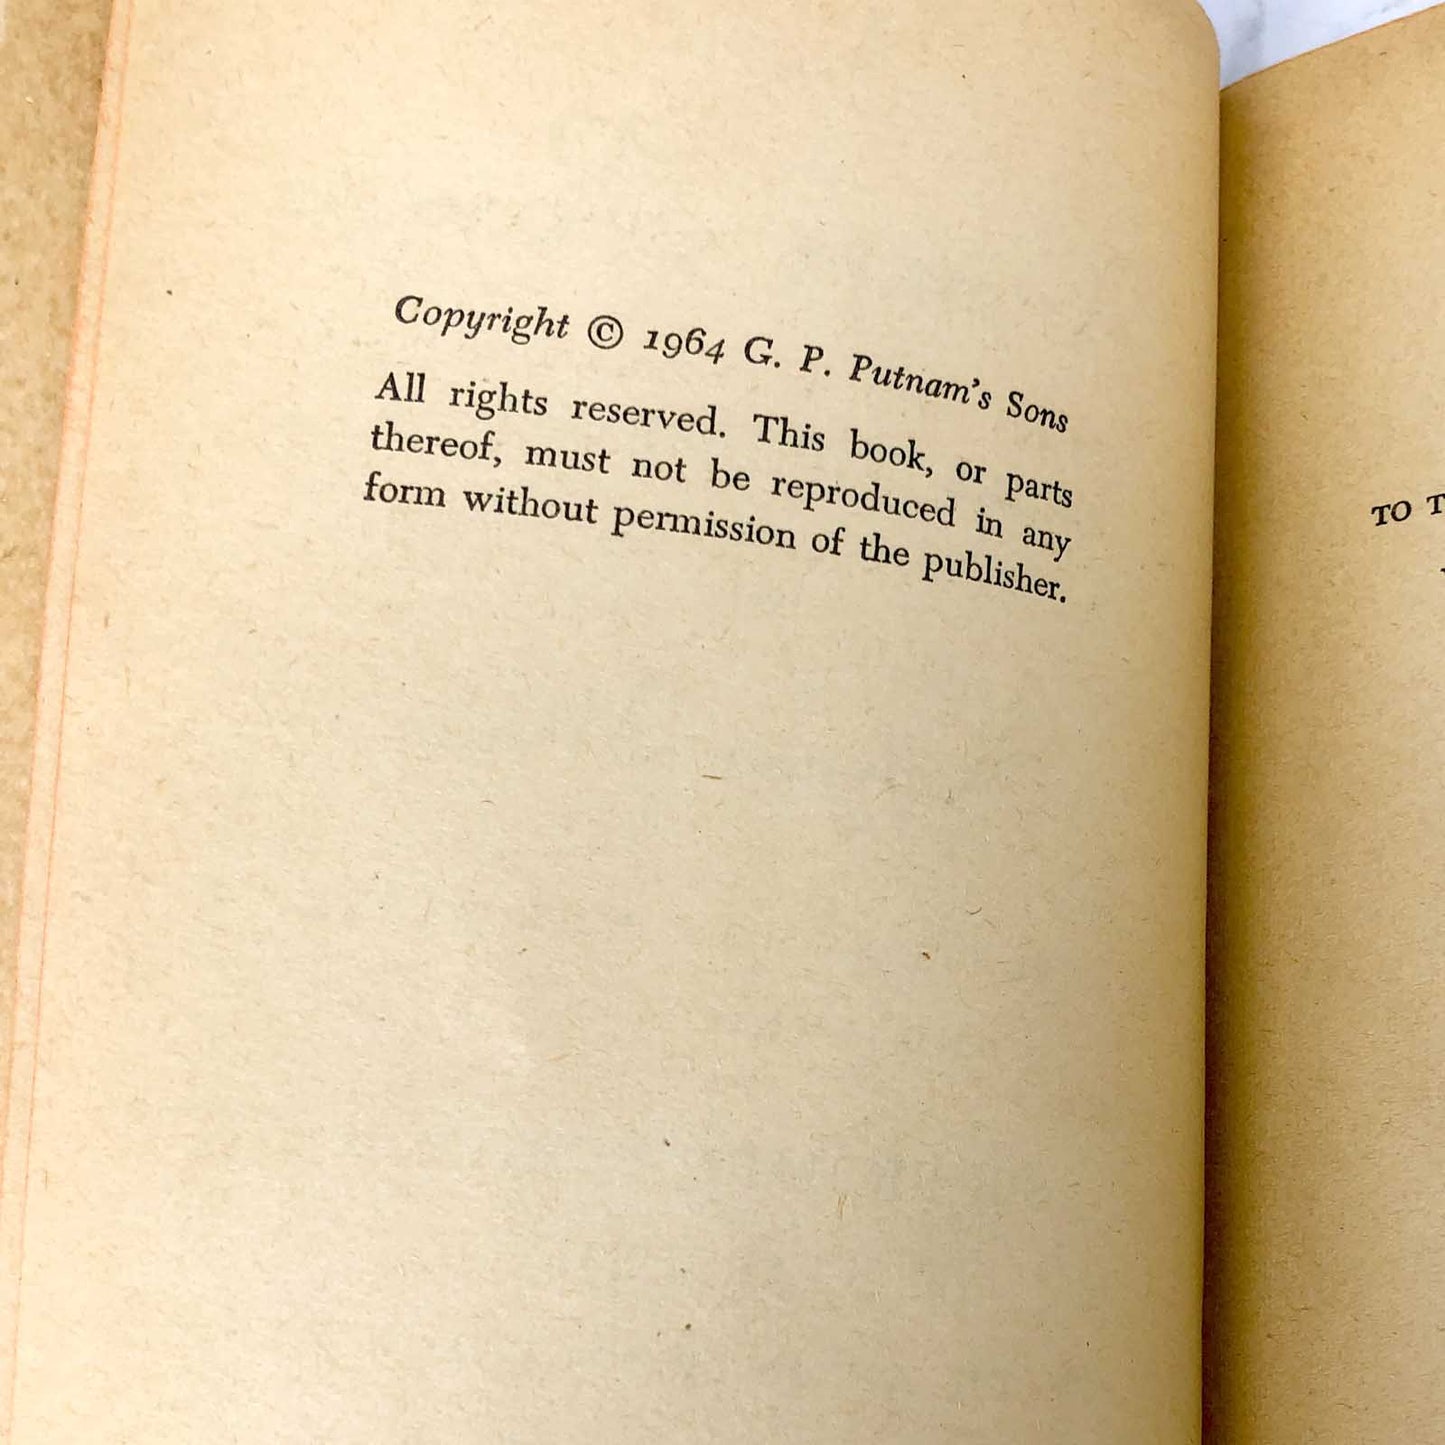 Copyright © 1964 G. P. Putnam's Sons
All rights reserved. This book, or parts
thereof, must not be reproduced in any
form without permission of the publisher.
TO